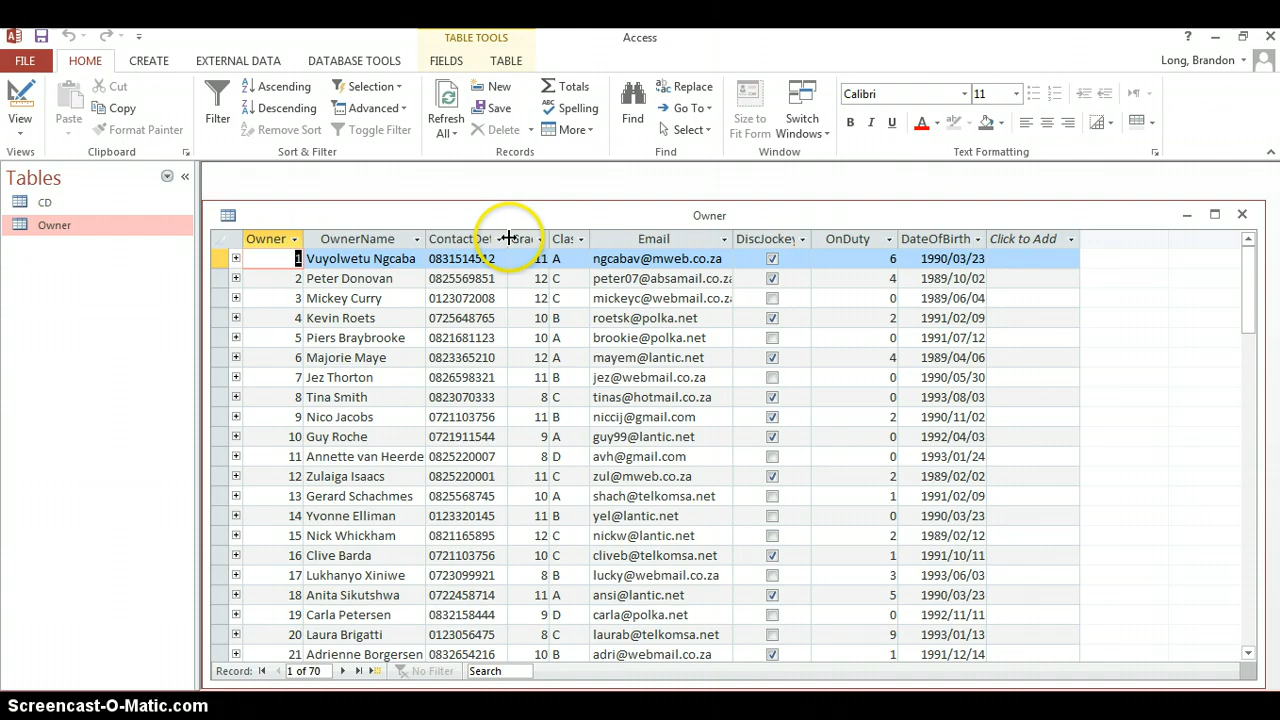 TABLE TOOLS
Access
?
FILE HOME CREATE EXTERNAL DATA DATABASE TOOLS FIELDS TABLE
Long, Brandon
View
Views
Paste
Cut
Copy
Format Painter
Clipboard
Filter
Ascending
Descending
Remove Sort
Selection
Advanced
Toggle Filter
Sort & Filter
Refresh
All
New
Save
Delete
Totals
Spelling
More
Records
Find
Replace
Go To
Select
Find
Size to
Fit Form
Switch
Windows
Window
Calibri 11
B I U A
Text Formatting
Tables
CD
Owner
Owner
Owner OwnerName ContactDet Clas Email DiscJockey OnDuty DateOfBirth Click to Add
1 Vuyolwetu Ngcaba 0831514512 11 A ngcabav@mweb.co.za 6 1990/03/23
2 Peter Donovan 0825569851 12 C peter07@absamail.co.za 4 1989/10/02
3 Mickey Curry 0123072008 12 C mickeyc@webmail.co.za 0 1989/06/04
4 Kevin Roets 0725648765 10 B roetsk@polka.net 2 1991/02/09
5 Piers Braybrooke 0821681123 10 A brookie@polka.net 0 1991/07/12
6 Majorie Maye 0823365210 12 A mayem@lantic.net 4 1989/04/06
7 Jez Thorton 0826598321 11 B jez@webmail.co.za 0 1990/05/30
8 Tina Smith 0823070333 8 C tinas@hotmail.co.za 0 1993/08/03
9 Nico Jacobs 0721103756 11 B niccij@gmail.com 2 1990/11/02
10 Guy Roche 0721911544 9 A guy99@lantic.net 0 1992/04/03
11 Annette van Heerde 0825220007 8 D avh@gmail.com 0 1993/01/24
12 Zulaiga Isaacs 0825220001 11 C zul@mweb.co.za 2 1989/02/02
13 Gerard Schachmes 0825568745 10 A shach@telkomsa.net 1 1991/02/09
14 Yvonne Elliman 0123320145 11 B yel@lantic.net 0 1990/03/23
15 Nick Whickham 0821165895 12 C nickw@lantic.net 2 1989/02/12
16 Clive Barda 0721103756 10 C cliveb@telkomsa.net 1 1991/10/11
17 Lukhanyo Xiniwe 0723099921 8 B lucky@webmail.co.za 3 1993/06/03
18 Anita Sikutshwa 0722458714 11 A ansi@lantic.net 5 1990/03/23
19 Carla Petersen 0832158444 9 D carla@polka.net 0 1992/11/11
20 Laura Brigatti 0123056475 8 C laurab@telkomsa.net 9 1993/01/13
21 Adrienne Borgersen 0832654216 10 B adri@webmail.co.za 1 1991/12/14
Record: 1 of 70 No Filter Search
Screencast-O-Matic.com